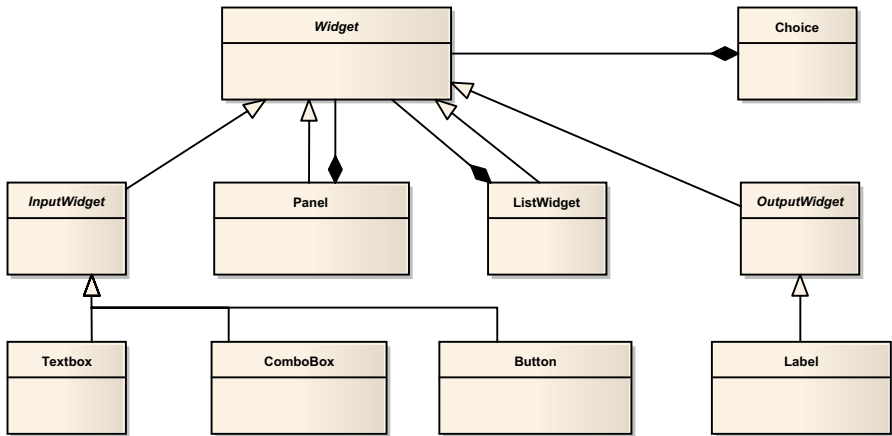 Widget
Choice
InputWidget
Panel
ListWidget
OutputWidget
Textbox
ComboBox
Button
Label